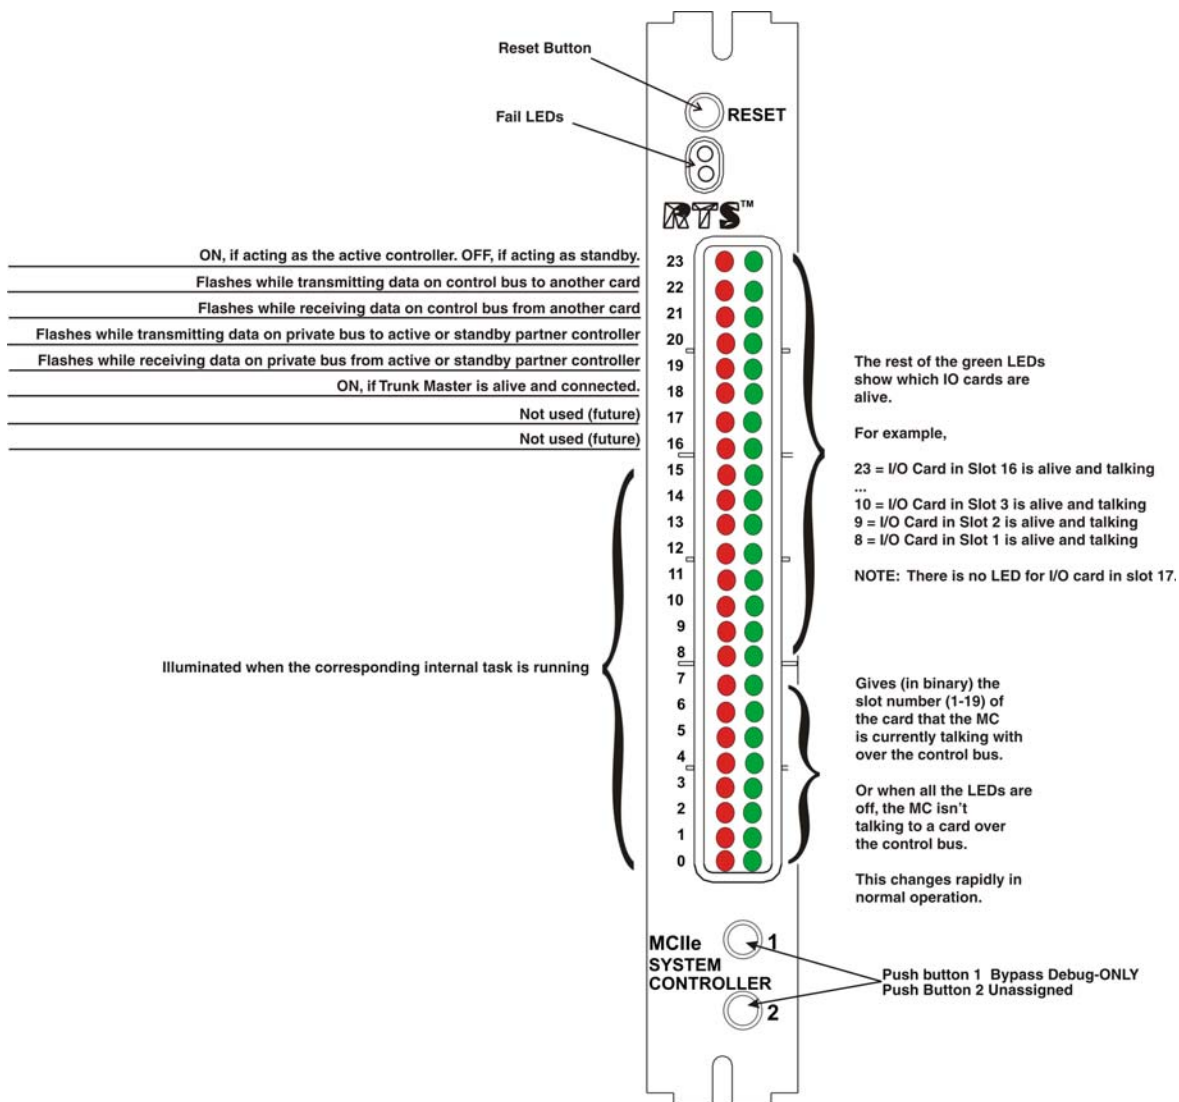 Reset Button
Fail LEDs
RESET
RTS™
ON, if acting as the active controller. OFF, if acting as standby.
Flashes while transmitting data on control bus to another card
Flashes while receiving data on control bus from another card
Flashes while transmitting data on private bus to active or standby partner controller
Flashes while receiving data on private bus from active or standby partner controller
ON, if Trunk Master is alive and connected.
Not used (future)
Not used (future)
Illuminated when the corresponding internal task is running
23
22
21
20
19
18
17
16
15
14
13
12
11
10
9
8
7
6
5
4
3
2
1
0
The rest of the green LEDs
show which IO cards are
alive.
For example,
23 = I/O Card in Slot 16 is alive and talking
...
10 = I/O Card in Slot 3 is alive and talking
9 = I/O Card in Slot 2 is alive and talking
8 = I/O Card in Slot 1 is alive and talking
NOTE: There is no LED for I/O card in slot 17.
Gives (in binary) the
slot number (1-19) of
the card that the MC
is currently talking with
over the control bus.
Or when all the LEDs are
off, the MC isn't
talking to a card over
the control bus.
This changes rapidly in
normal operation.
MCIIe
SYSTEM
CONTROLLER
1
2
Push button 1 Bypass Debug-ONLY
Push Button 2 Unassigned